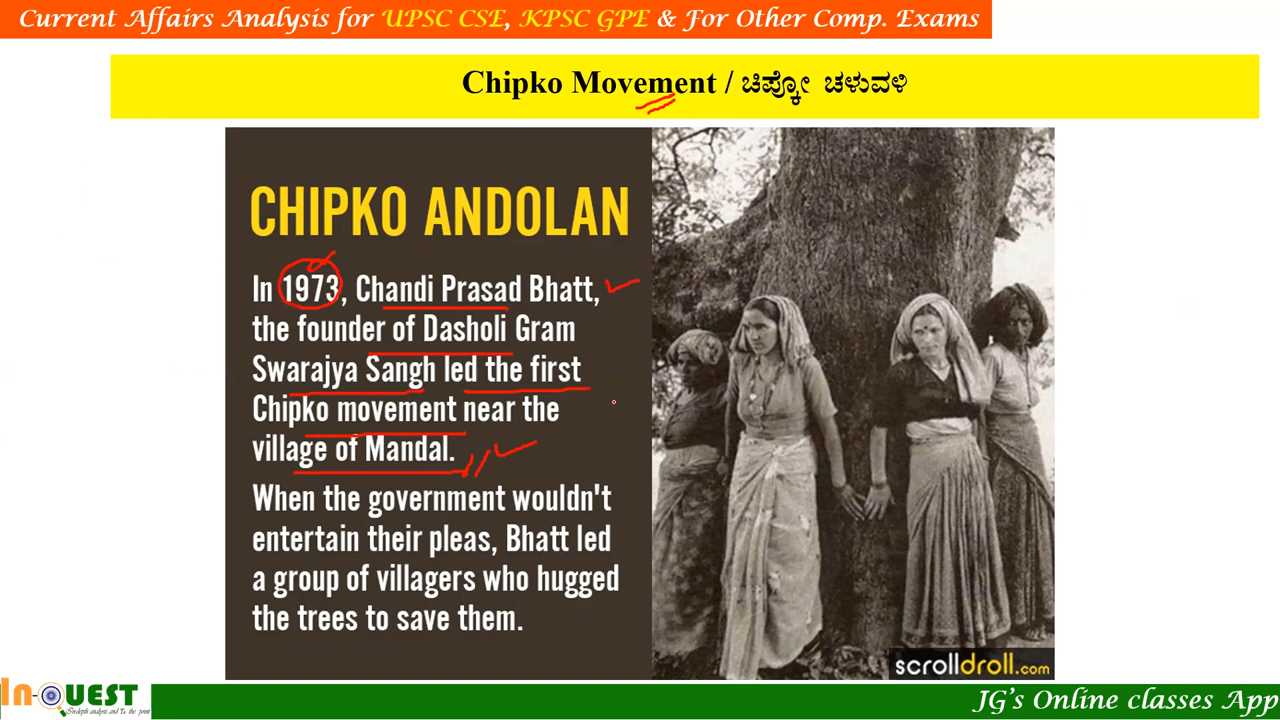 Current Affairs Analysis for UPSC CSE, KPSC GPE & For Other Comp. Exams
Chipko Movement / ಚಿಪ್ಕೋ ಚಳುವಳಿ
CHIPKO ANDOLAN
In 1973, Chandi Prasad Bhatt,
the founder of Dasholi Gram
Swarajya Sangh led the first
Chipko movement near the
village of Mandal.
When the government wouldn't
entertain their pleas, Bhatt led
a group of villagers who hugged
the trees to save them.
scrolldroll.com
In-QUEST
JG's Online classes App